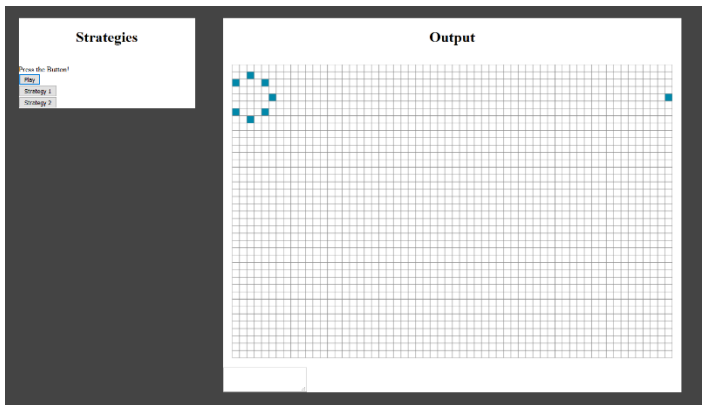 Strategies
Press the Button!
Play
Strategy 1
Strategy 2
Output